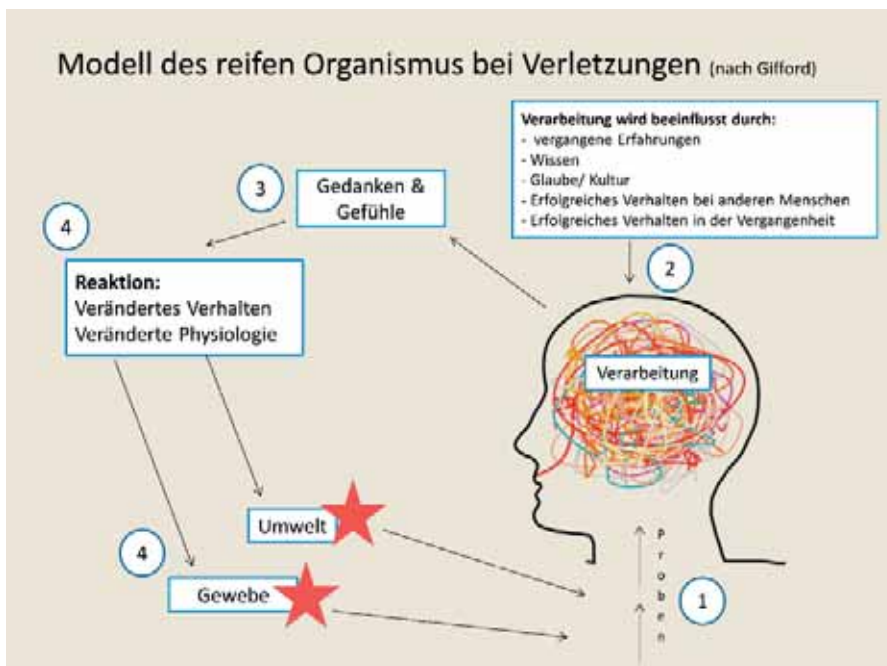 Modell des reifen Organismus bei Verletzungen (nach Gifford)
Verarbeitung wird beeinflusst durch:
- vergangene Erfahrungen
- Wissen
- Glaube/ Kultur
- Erfolgreiches Verhalten bei anderen Menschen
- Erfolgreiches Verhalten in der Vergangenheit
3
Gedanken &
Gefühle
4
2
Reaktion:
Verändertes Verhalten
Veränderte Physiologie
Verarbeitung
Umwelt
4
Gewebe
Proben
1